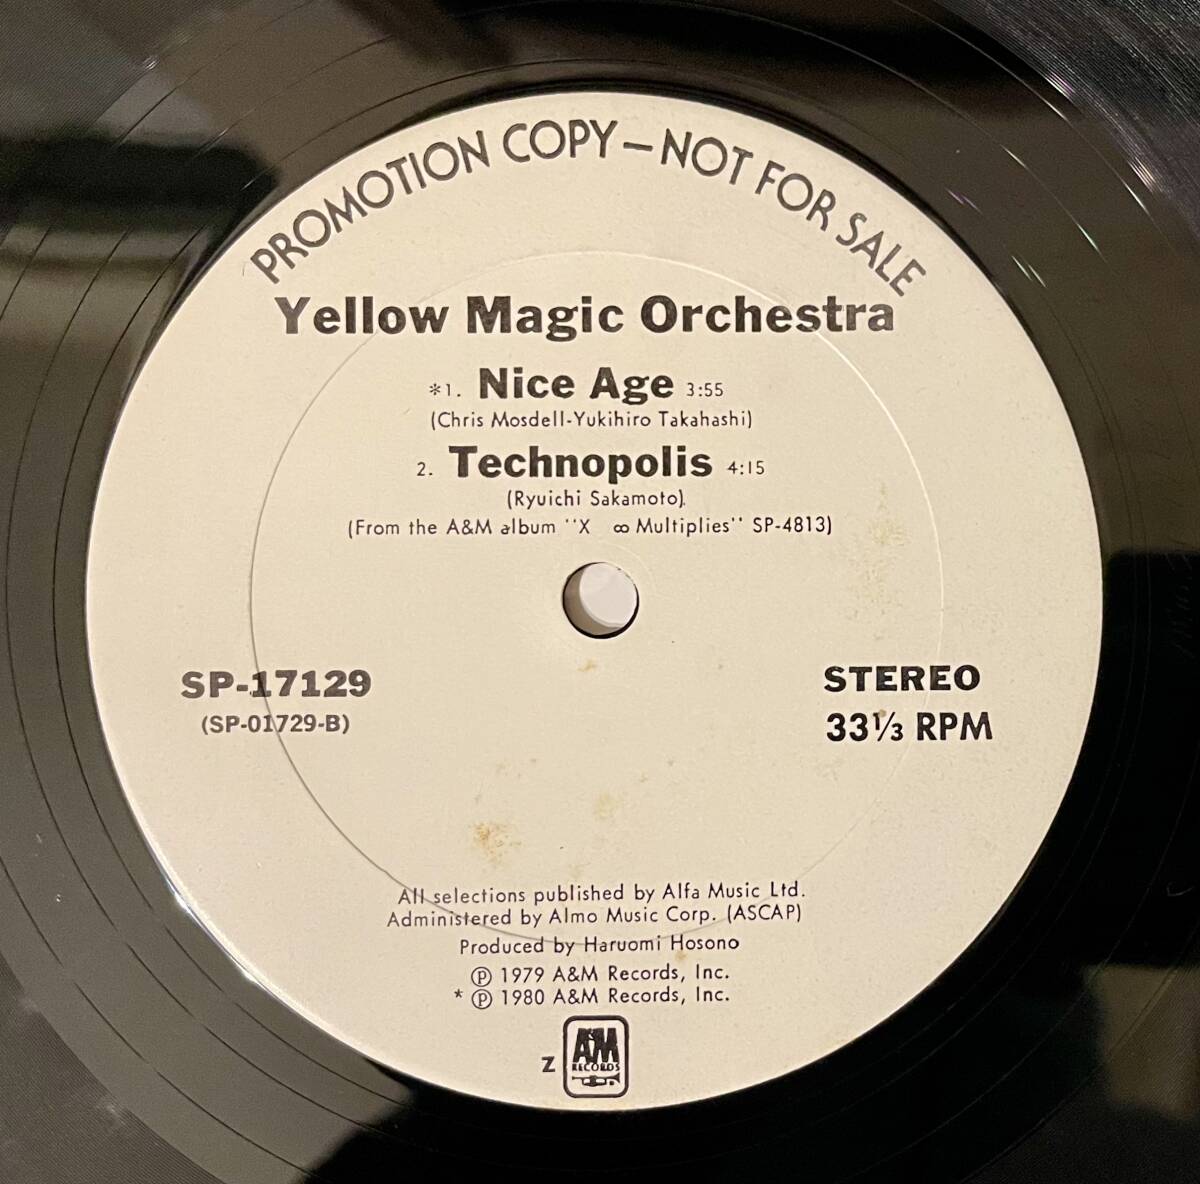 PROMOTION COPY—NOT FOR SALE
Yellow Magic Orchestra
*1. Nice Age 3:55
(Chris Mosdell-Yukihiro Takahashi)
2. Technopolis 4:15
(Ryuichi Sakamoto)
(From the A&M album "X ∞ Multiplies" SP-4813)
SP-17129
(SP-01729-B)
STEREO
33⅓ RPM
All selections published by Alfa Music Ltd.
Administered by Almo Music Corp. (ASCAP)
Produced by Haruomi Hosono
℗ 1979 A&M Records, Inc.
* ℗ 1980 A&M Records, Inc.
Z
A&M
RECORDS